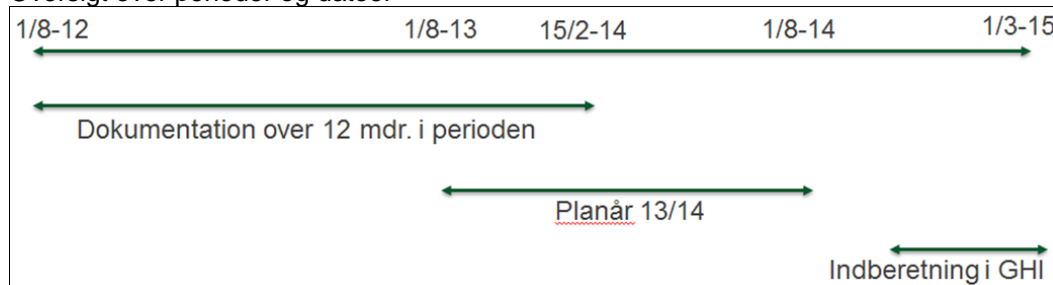 1/8-12 1/8-13 15/2-14 1/8-14 1/3-15
Dokumentation over 12 mdr. i perioden
Planår 13/14
Indberetning i GHI